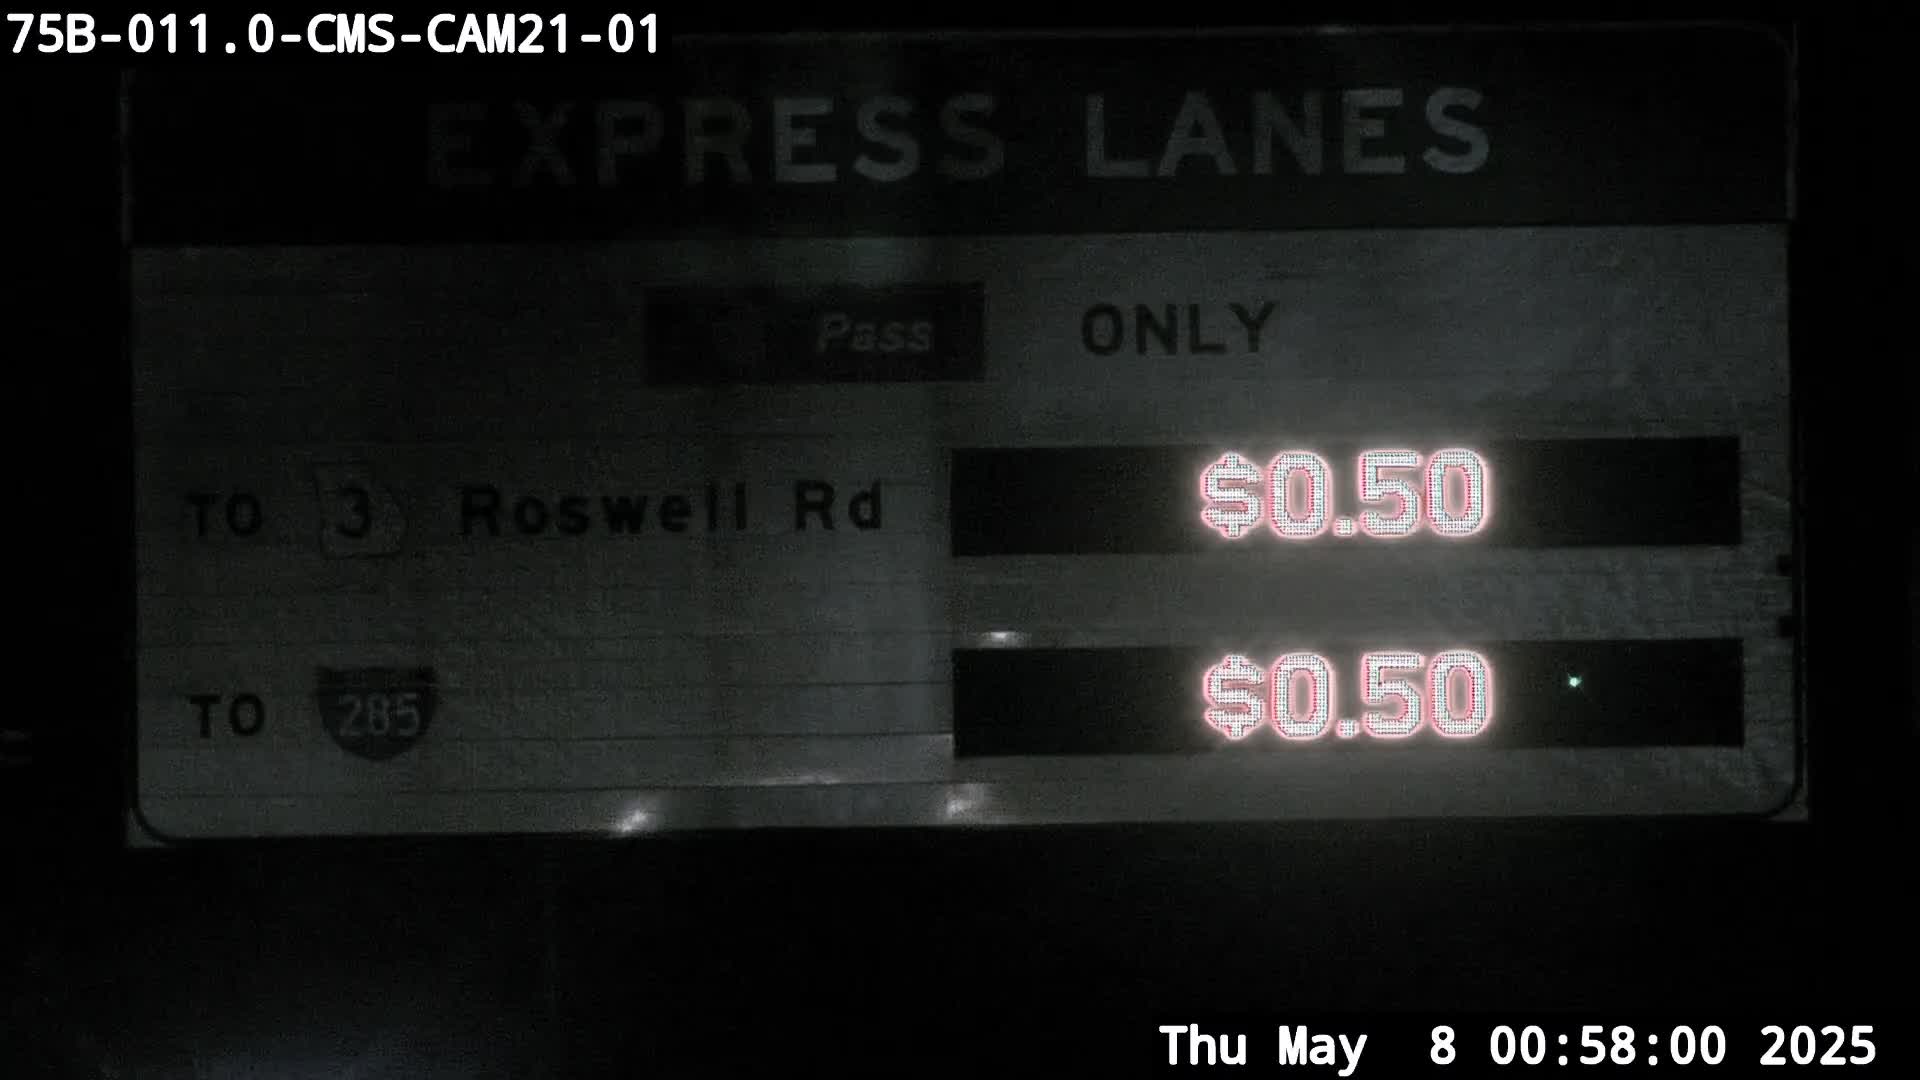 75B-011.0-CMS-CAM21-01
EXPRESS LANES
Pass ONLY
TO 3 Roswell Rd $0.50
TO 285 $0.50
Thu May 8 00:58:00 2025